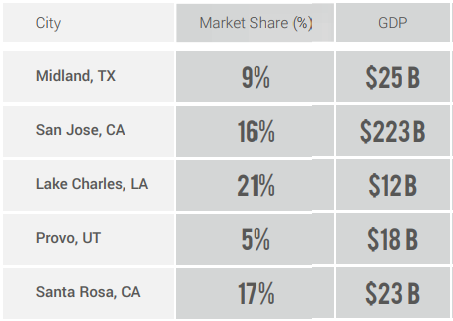 City Market Share (%) GDP
Midland, TX 9% $25 B
San Jose, CA 16% $223 B
Lake Charles, LA 21% $12 B
Provo, UT 5% $18 B
Santa Rosa, CA 17% $23 B